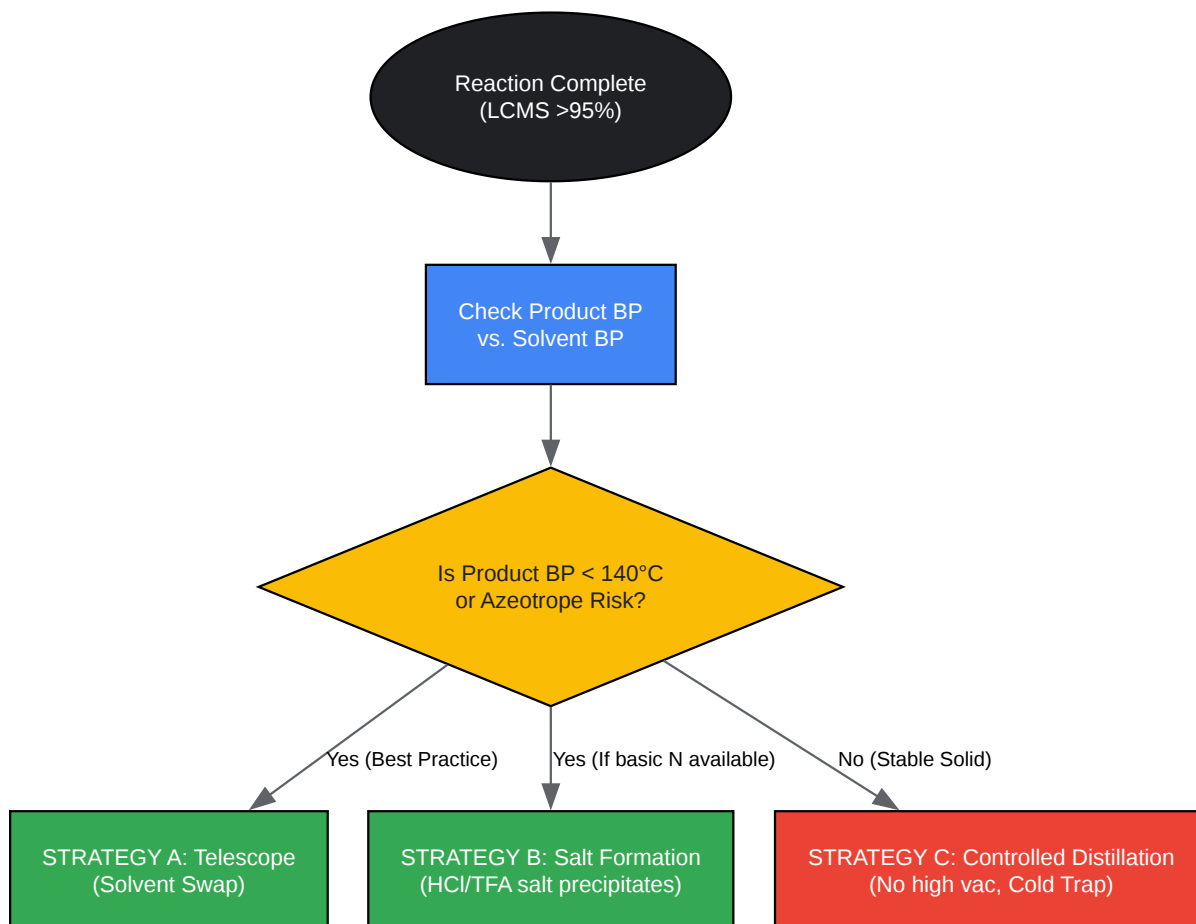 Reaction Complete
(LCMS >95%)
Check Product BP
vs. Solvent BP
Is Product BP < 140°C
or Azeotrope Risk?
Yes (Best Practice)
Yes (If basic N available)
No (Stable Solid)
STRATEGY A: Telescope
(Solvent Swap)
STRATEGY B: Salt Formation
(HCl/TFA salt precipitates)
STRATEGY C: Controlled Distillation
(No high vac, Cold Trap)